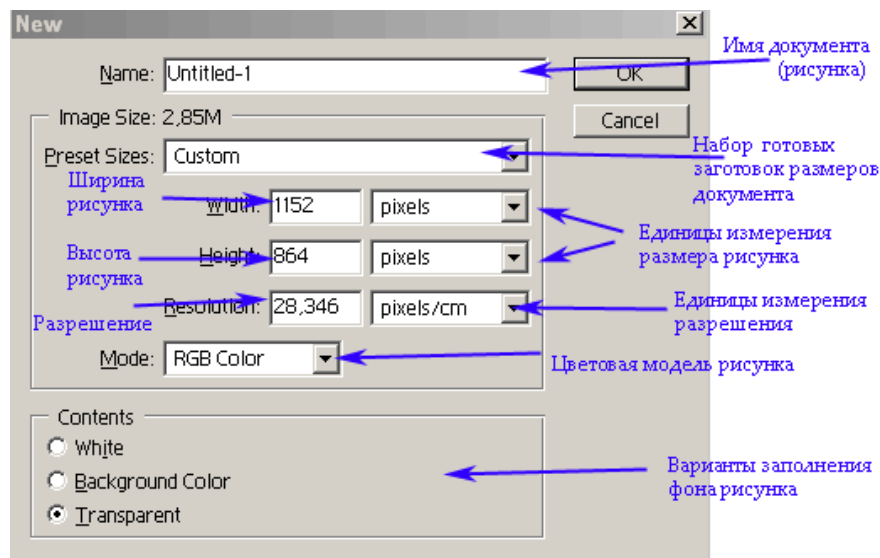 New
Имя документа
(рисунка)
Name: Untitled-1
OK
Image Size: 2,85M
Cancel
Набор готовых
заготовок размеров
документа
Preset Sizes: Custom
Ширина
рисунка
Width: 1152 pixels
Единицы измерения
размера рисунка
Высота
рисунка
Height: 864 pixels
Разрешение
Resolution: 28,346 pixels/cm
Единицы измерения
разрешения
Mode: RGB Color
Цветовая модель рисунка
Contents
White
Background Color
Transparent
Варианты заполнения
фона рисунка